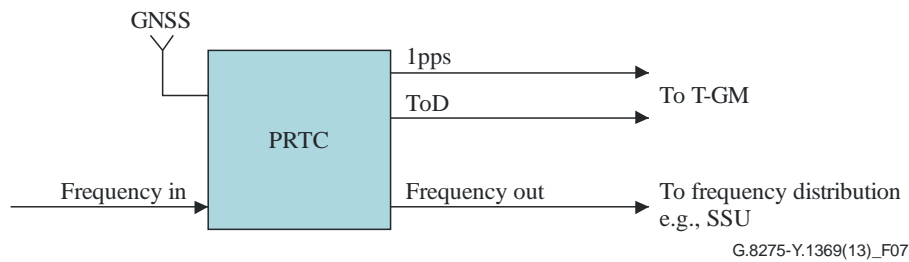 GNSS
1pps
ToD
To T-GM
PRTC
Frequency in
Frequency out
To frequency distribution
e.g., SSU
G.8275-Y.1369(13)_F07